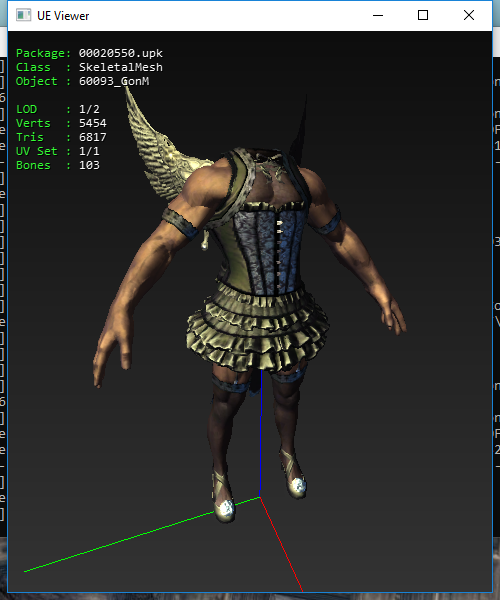 UE Viewer
Package: 00020550.upk
Class : SkeletalMesh
Object : 60093_GonM
LOD : 1/2
Verts : 5454
Tris : 6817
UV Set : 1/1
Bones : 103